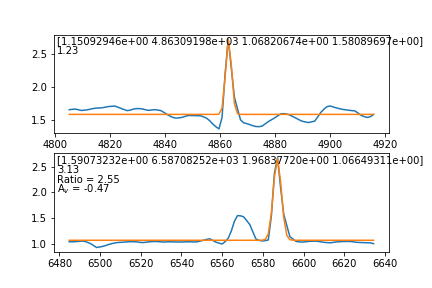 [1.15092946e+00 4.86309198e+03 1.06820674e+00 1.58089697e+00]
1.23
2.5
2.0
1.5
4800 4820 4840 4860 4880 4900 4920
[1.59073232e+00 6.58708252e+03 1.96837720e+00 1.06649311e+00]
3.13
Ratio = 2.55
Av = -0.47
2.5
2.0
1.5
1.0
6480 6500 6520 6540 6560 6580 6600 6620 6640